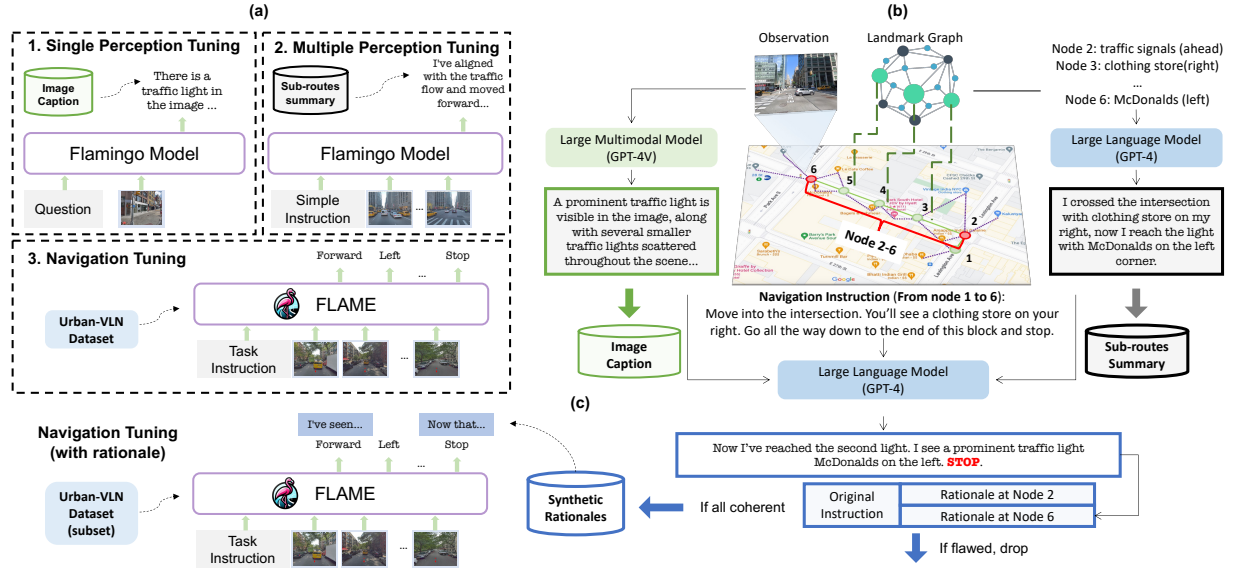 (a)
1. Single Perception Tuning
Image
Caption
There is a
traffic light in
the image ...
Flamingo Model
Question
2. Multiple Perception Tuning
Sub-routes
summary
I've aligned
with the traffic
flow and moved
forward...
Flamingo Model
Simple
Instruction
3. Navigation Tuning
Forward Left ... Stop
Urban-VLN
Dataset
FLAME
Task
Instruction
...
Navigation Tuning
(with rationale)
I've seen...
Now that...
Forward Left ... Stop
Urban-VLN
Dataset
(subset)
FLAME
Task
Instruction
...
(b)
Observation
Landmark Graph
Node 2: traffic signals (ahead)
Node 3: clothing store(right)
...
Node 6: McDonalds (left)
Large Multimodal Model
(GPT-4V)
A prominent traffic light is
visible in the image, along
with several smaller
traffic lights scattered
throughout the scene...
Image
Caption
6
5
4
3
2
1
Node 2-6
Park Ave S
Lexington Ave
Lexington Ave
Google
Large Language Model
(GPT-4)
I crossed the intersection
with clothing store on my
right, now I reach the light
with McDonalds on the left
corner.
Sub-routes
Summary
Navigation Instruction (From node 1 to 6):
Move into the intersection. You'll see a clothing store on your
right. Go all the way down to the end of this block and stop.
Large Language Model
(GPT-4)
(c)
Now I've reached the second light. I see a prominent traffic light
McDonalds on the left. STOP.
Synthetic
Rationales
If all coherent
Original
Instruction
Rationale at Node 2
Rationale at Node 6
If flawed, drop